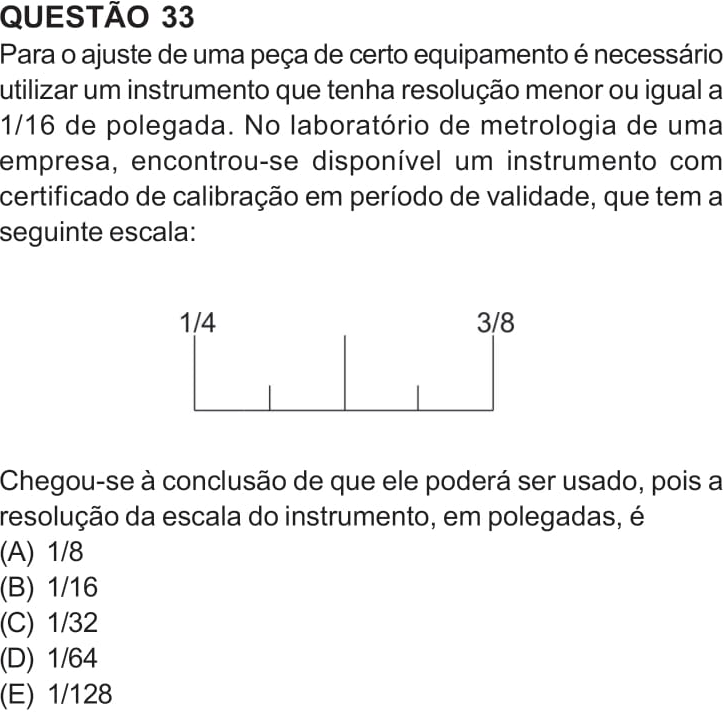 QUESTÃO 33
Para o ajuste de uma peça de certo equipamento é necessário
utilizar um instrumento que tenha resolução menor ou igual a
1/16 de polegada. No laboratório de metrologia de uma
empresa, encontrou-se disponível um instrumento com
certificado de calibração em período de validade, que tem a
seguinte escala:
1/4 3/8
Chegou-se à conclusão de que ele poderá ser usado, pois a
resolução da escala do instrumento, em polegadas, é
(A) 1/8
(B) 1/16
(C) 1/32
(D) 1/64
(E) 1/128